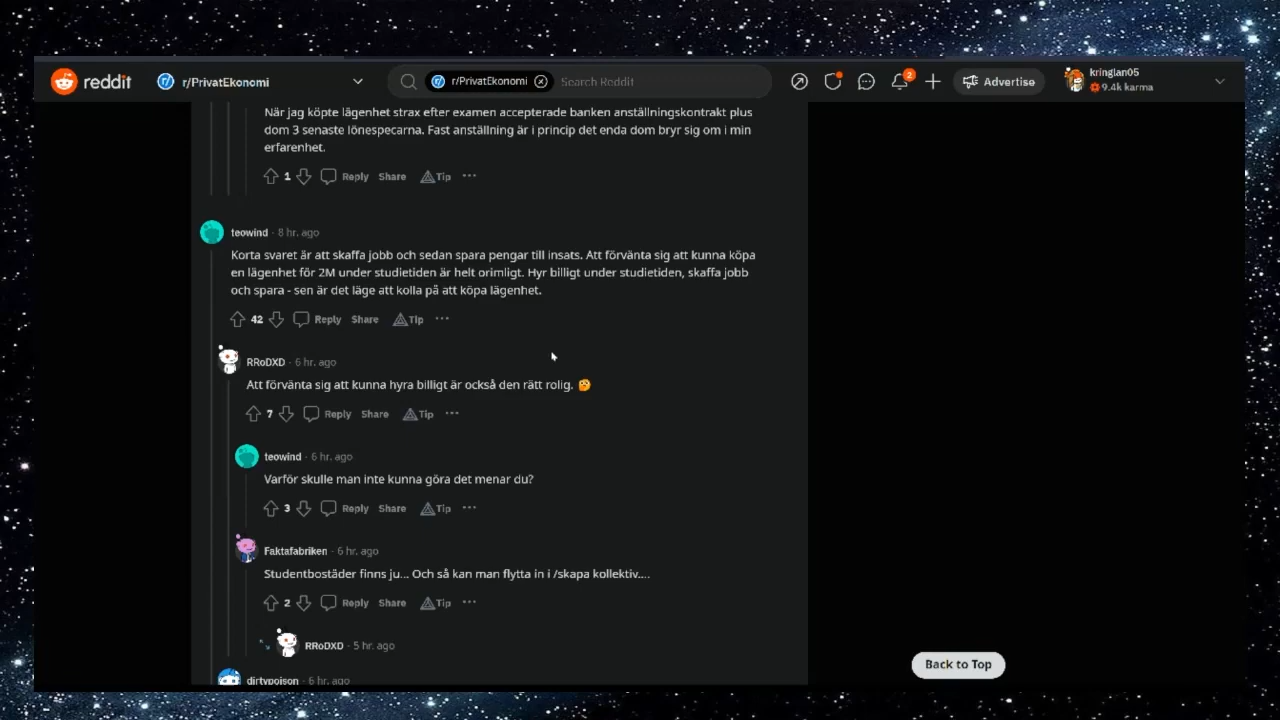 reddit
r/PrivatEkonomi
r/PrivatEkonomi
Search Reddit
2
Advertise
kringlan05
9.4k karma
När jag köpte lägenhet strax efter examen accepterade banken anställningskontrakt plus
dom 3 senaste lönespecarna. Fast anställning är i princip det enda dom bryr sig om i min
erfarenhet.
1 Reply Share Tip ...
teowind · 8 hr. ago
Korta svaret är att skaffa jobb och sedan spara pengar till insats. Att förvänta sig att kunna köpa
en lägenhet för 2M under studietiden är helt orimligt. Hyr billigt under studietiden, skaffa jobb
och spara - sen är det läge att kolla på att köpa lägenhet.
42 Reply Share Tip ...
RRoDXD · 6 hr. ago
Att förvänta sig att kunna hyra billigt är också den rätt rolig. 🤔
7 Reply Share Tip ...
teowind · 6 hr. ago
Varför skulle man inte kunna göra det menar du?
3 Reply Share Tip ...
Faktafabriken · 6 hr. ago
Studentbostäder finns ju... Och så kan man flytta in i /skapa kollektiv....
2 Reply Share Tip ...
RRoDXD · 5 hr. ago
dirtypoison · 6 hr. ago
Back to Top